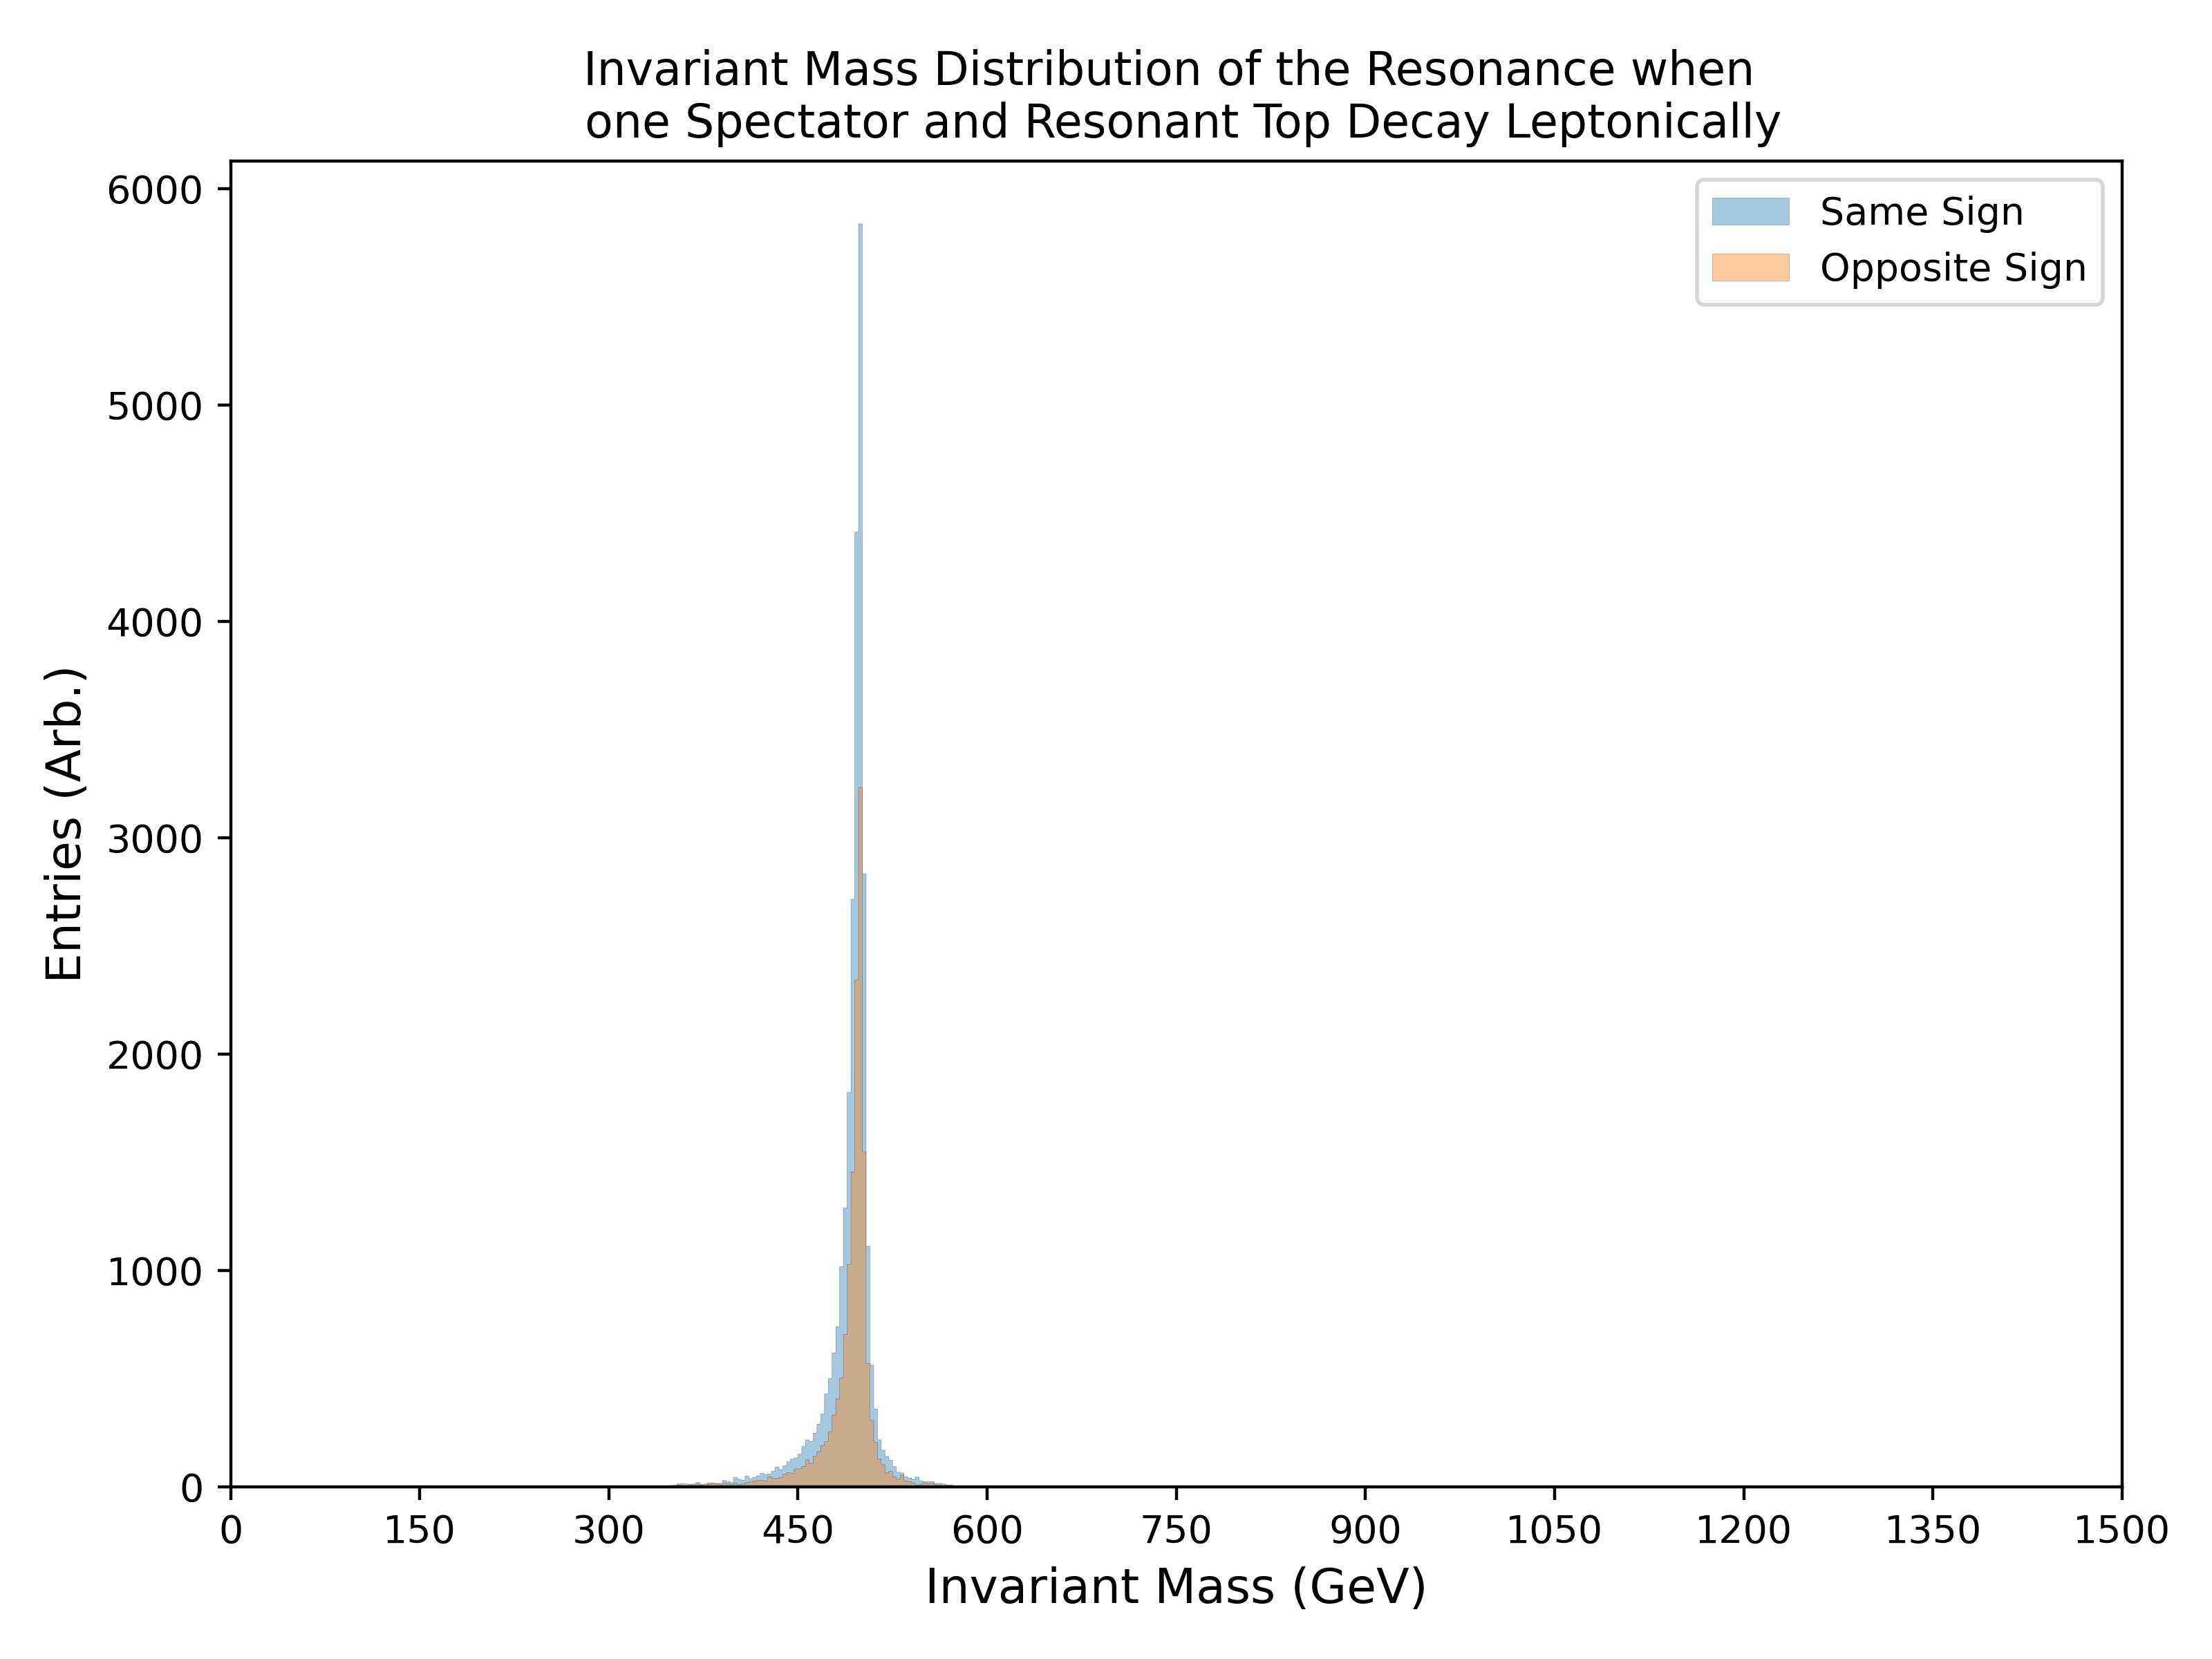 Invariant Mass Distribution of the Resonance when
one Spectator and Resonant Top Decay Leptonically
Same Sign
Opposite Sign
Entries (Arb.)
6000
5000
4000
3000
2000
1000
0
0 150 300 450 600 750 900 1050 1200 1350 1500
Invariant Mass (GeV)